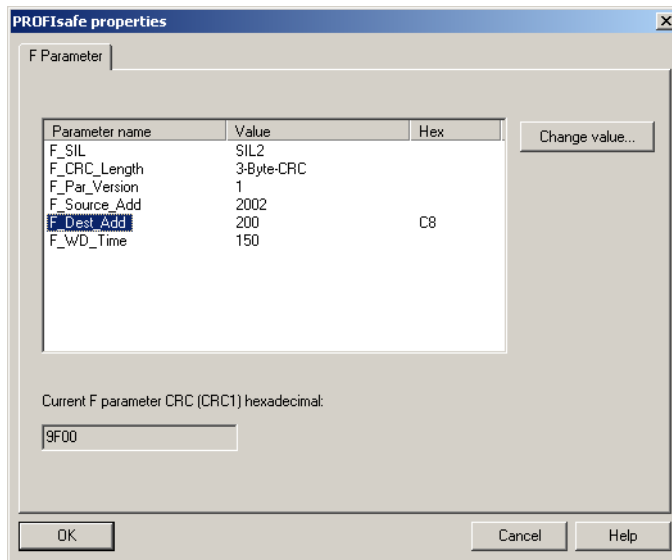 PROFIsafe properties
F Parameter
Parameter name Value Hex
F_SIL SIL2
F_CRC_Length 3-Byte-CRC
F_Par_Version 1
F_Source_Add 2002
F_Dest_Add 200 C8
F_WD_Time 150
Change value...
Current F parameter CRC (CRC1) hexadecimal:
9F00
OK Cancel Help